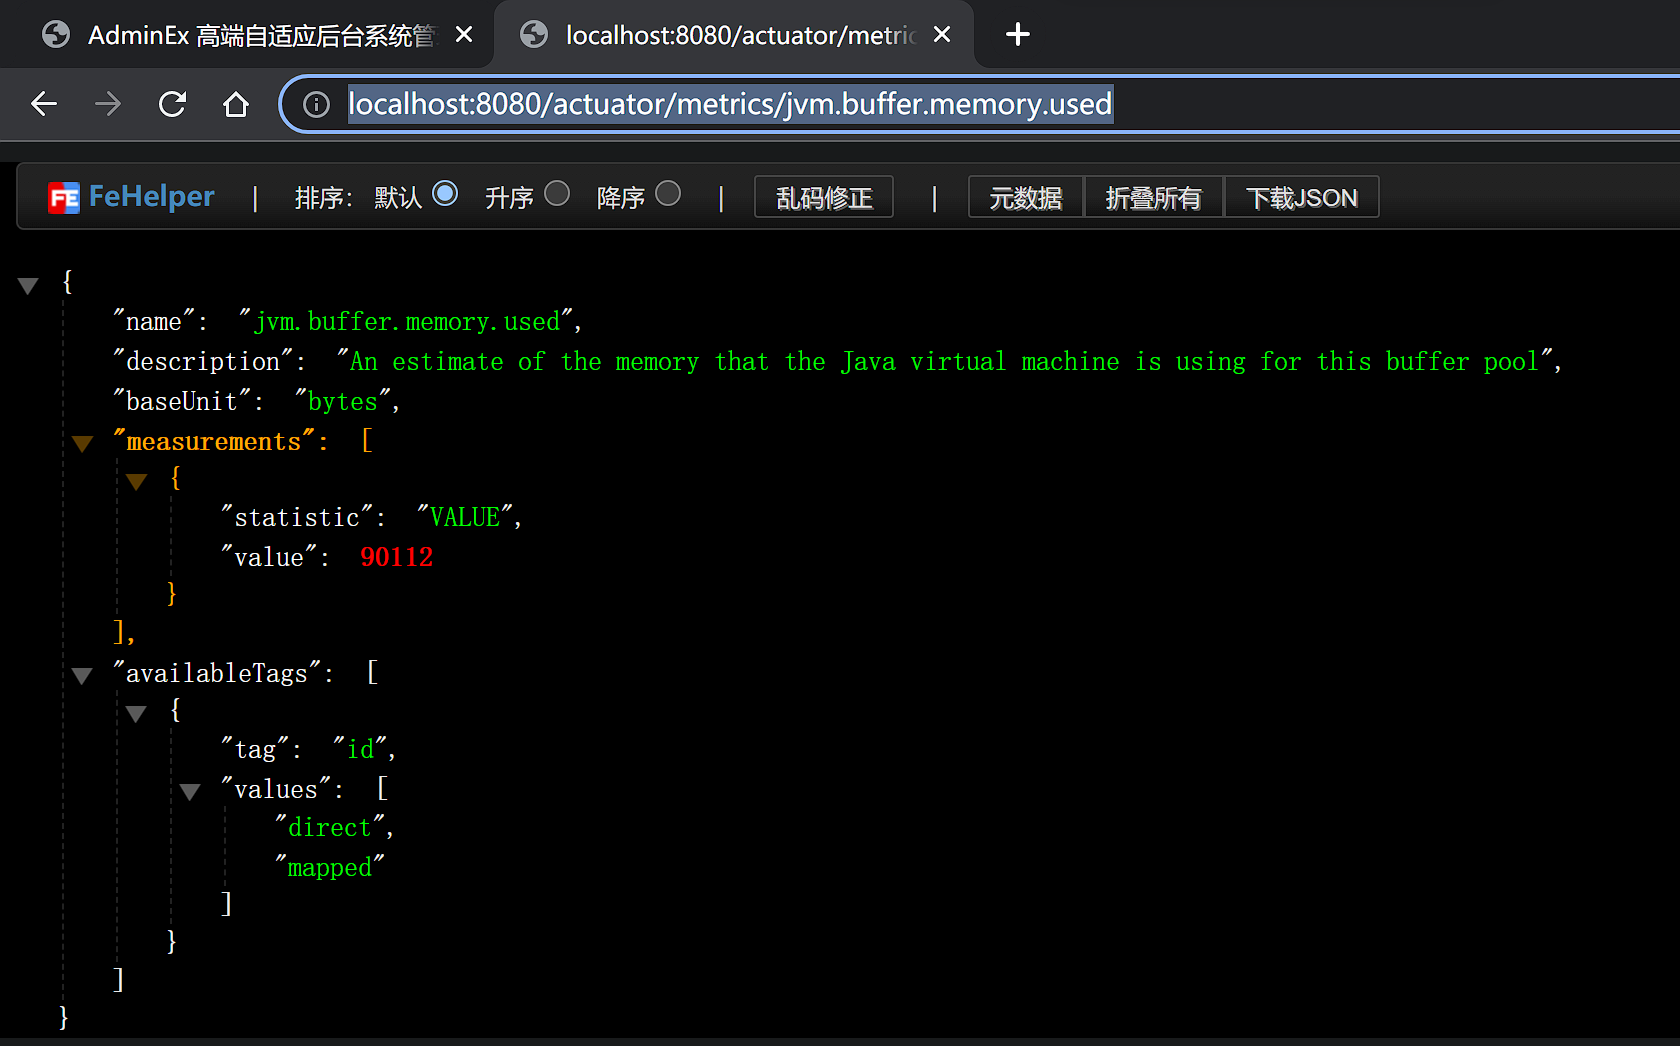 AdminEx 高端自适应后台系统管
localhost:8080/actuator/metric
localhost:8080/actuator/metrics/jvm.buffer.memory.used
FE FeHelper | 排序: 默认 升序 降序 | 乱码修正 | 元数据 折叠所有 下载JSON
{
"name": "jvm.buffer.memory.used",
"description": "An estimate of the memory that the Java virtual machine is using for this buffer pool",
"baseUnit": "bytes",
"measurements": [
{
"statistic": "VALUE",
"value": 90112
}
],
"availableTags": [
{
"tag": "id",
"values": [
"direct",
"mapped"
]
}
]
}